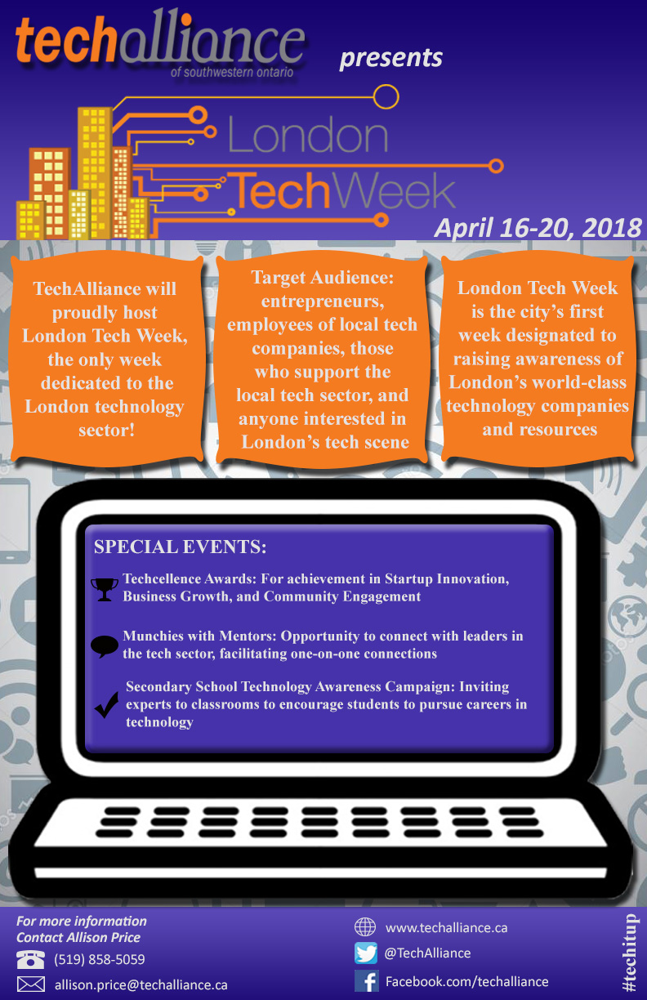 techalliance
of southwestern ontario
presents
London
TechWeek
April 16-20, 2018
TechAlliance will
proudly host
London Tech Week,
the only week
dedicated to the
London technology
sector!
Target Audience:
entrepreneurs,
employees of local tech
companies, those
who support the
local tech sector, and
anyone interested in
London's tech scene
London Tech Week
is the city's first
week designated to
raising awareness of
London's world-class
technology companies
and resources
SPECIAL EVENTS:
Techcellence Awards: For achievement in Startup Innovation,
Business Growth, and Community Engagement
Munchies with Mentors: Opportunity to connect with leaders in
the tech sector, facilitating one-on-one connections
Secondary School Technology Awareness Campaign: Inviting
experts to classrooms to encourage students to pursue careers in
technology
For more information
Contact Allison Price
(519) 858-5059
allison.price@techalliance.ca
www.techalliance.ca
@TechAlliance
Facebook.com/techalliance
#techitup